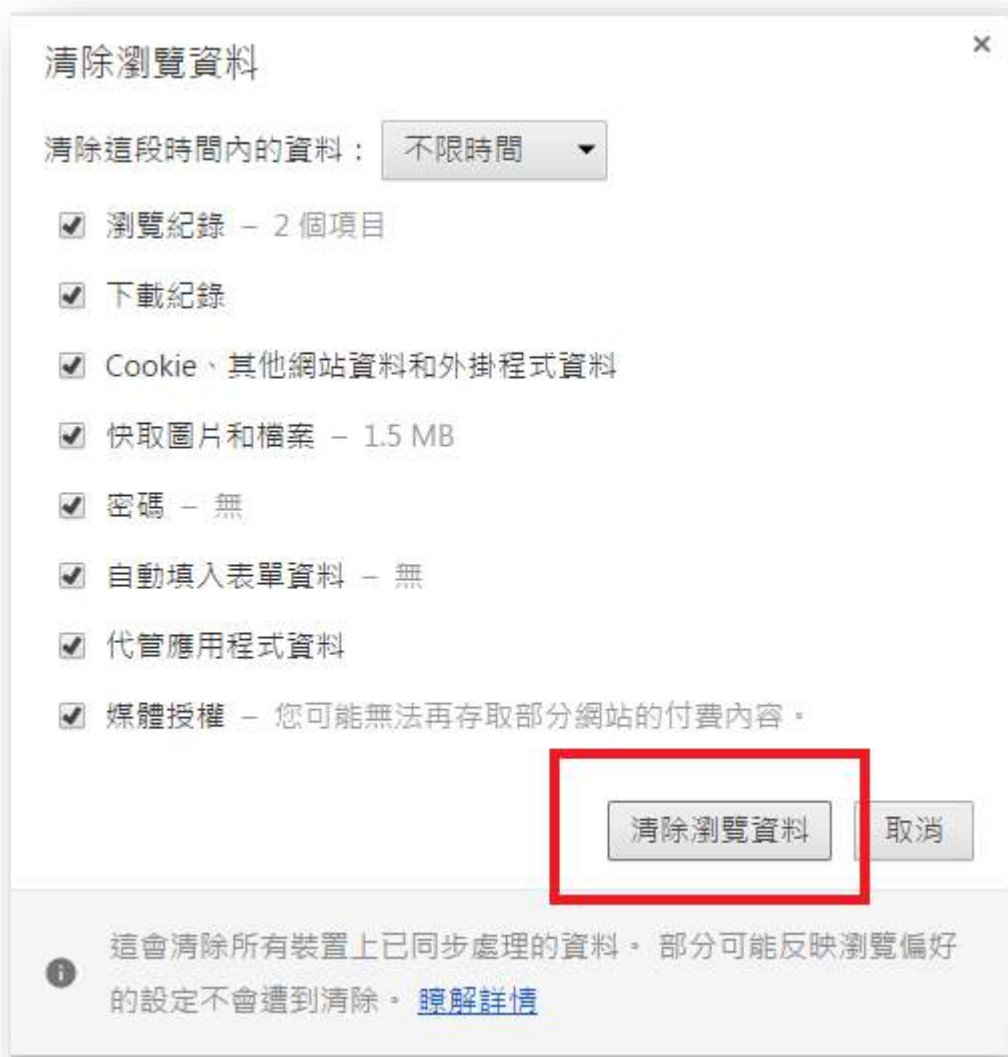 清除瀏覽資料
×
清除這段時間內的資料： 不限時間
瀏覽紀錄 – 2 個項目
下載紀錄
Cookie、其他網站資料和外掛程式資料
快取圖片和檔案 – 1.5 MB
密碼 – 無
自動填入表單資料 – 無
代管應用程式資料
媒體授權 – 您可能無法再存取部分網站的付費內容。
清除瀏覽資料 取消
這會清除所有裝置上已同步處理的資料。 部分可能反映瀏覽偏好
的設定不會遭到清除。 瞭解詳情